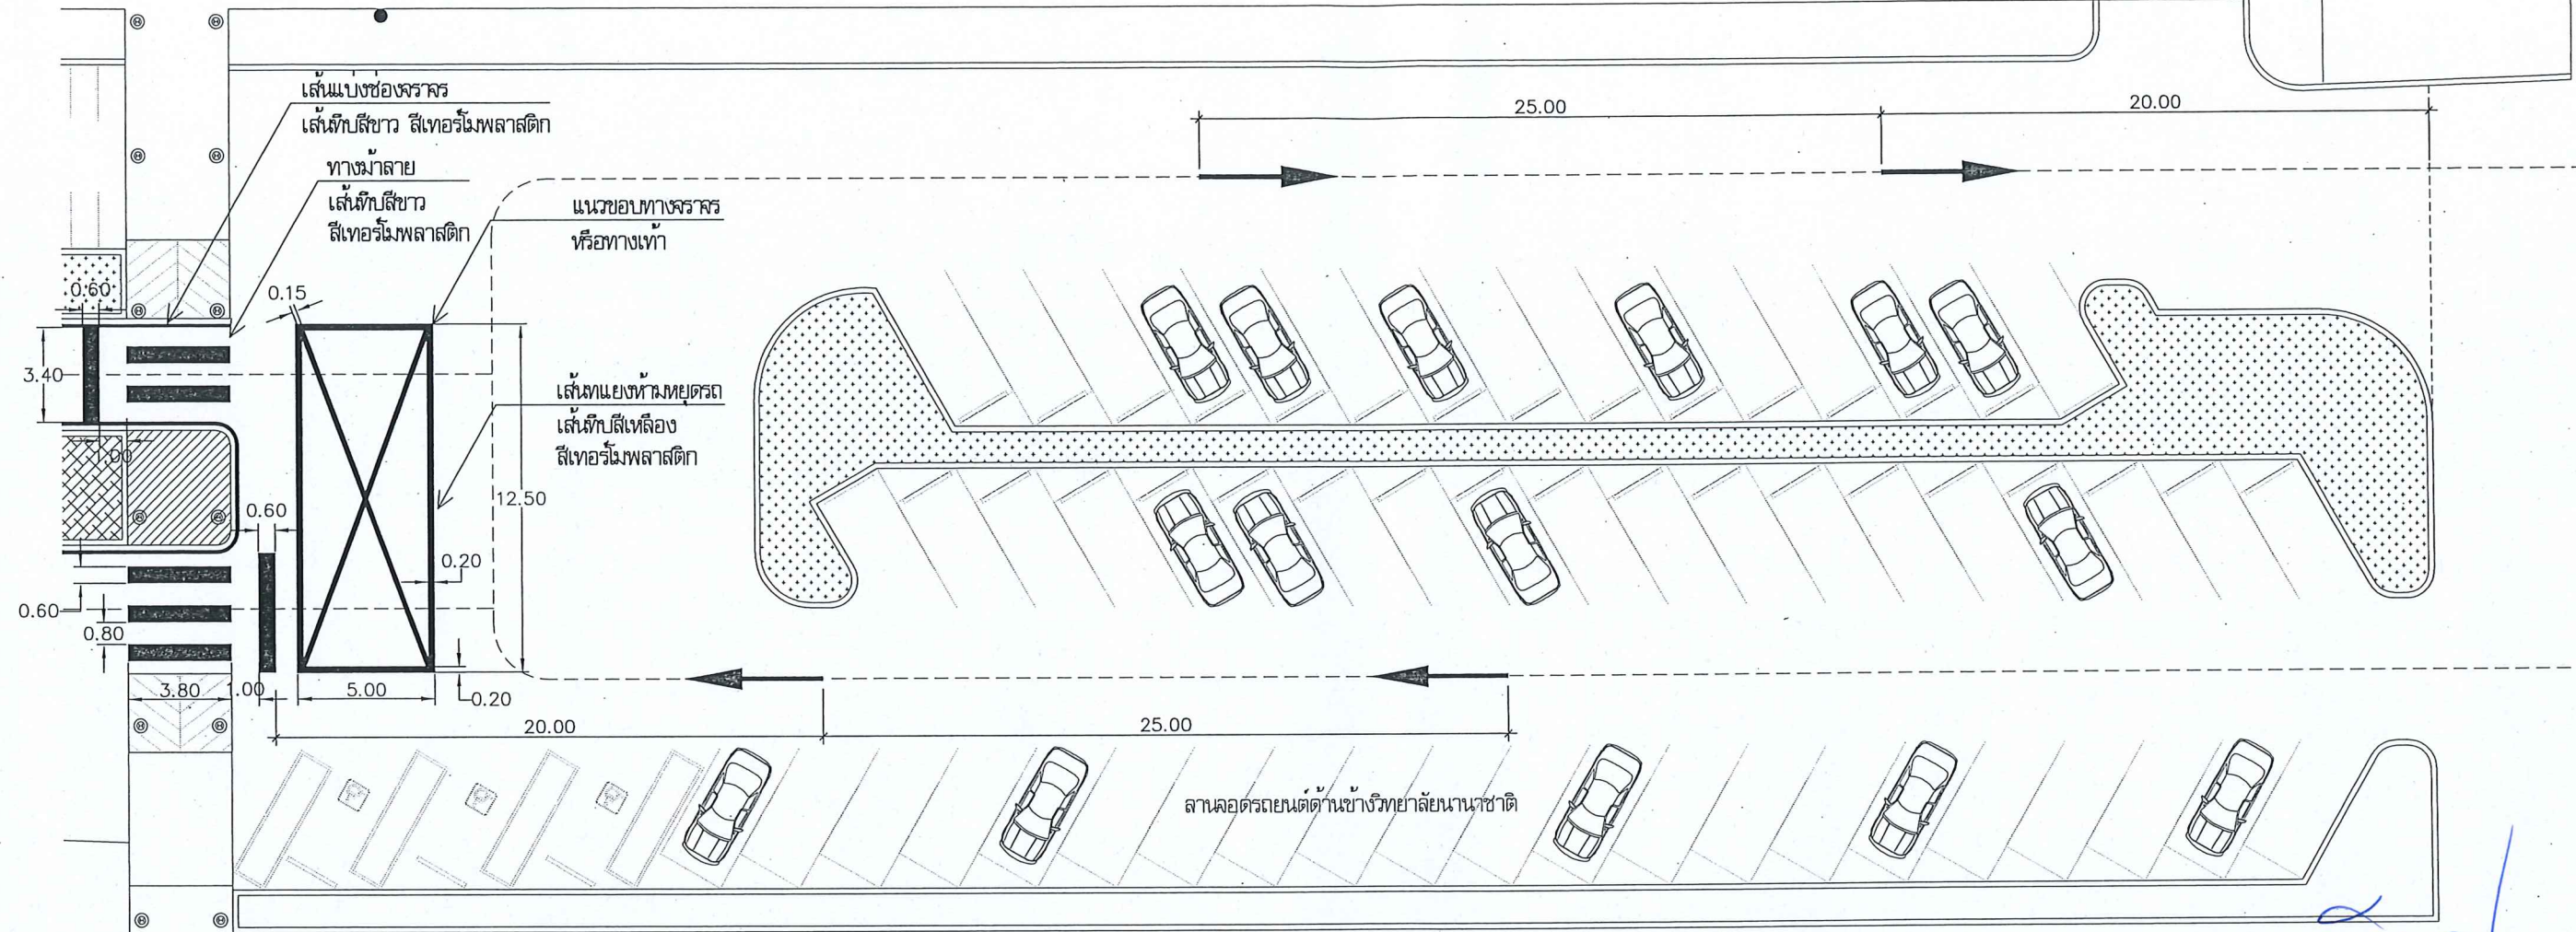 เส้นแบ่งช่องจราจร
เส้นทึบสีขาว สีเทอร์โมพลาสติก
25.00
20.00
ทางม้าลาย
เส้นทึบสีขาว
สีเทอร์โมพลาสติก
แนวขอบทางจราจร
หรือทางเท้า
0.60
0.15
3.40
เส้นทแยงห้ามหยุดรถ
เส้นทึบสีเหลือง
สีเทอร์โมพลาสติก
1.00
12.50
0.60
0.20
0.60
0.80
3.80
1.00
5.00
0.20
20.00
25.00
ลานจอดรถยนต์ด้านข้างวิทยาลัยนานาชาติ